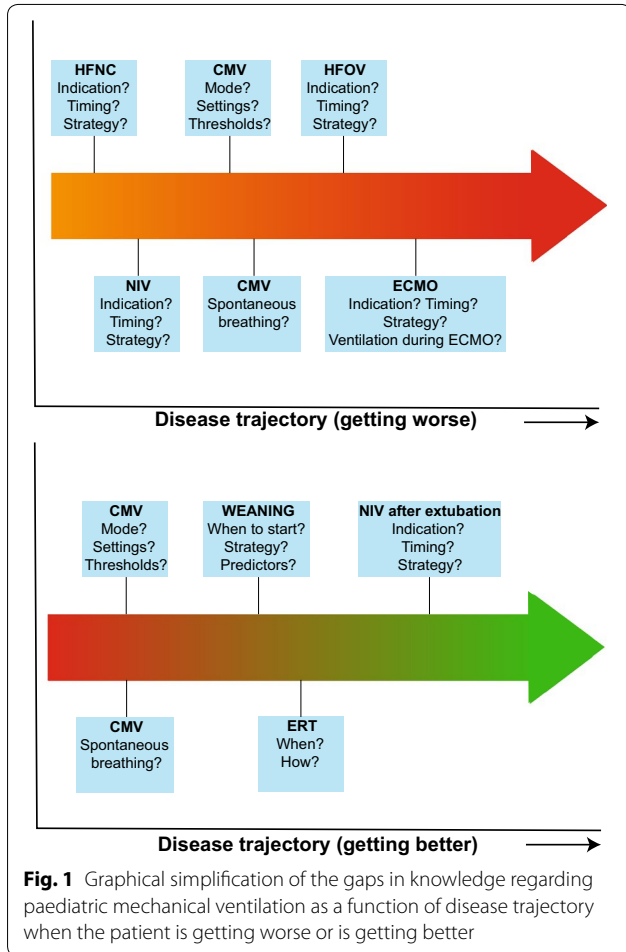 HFNC
Indication?
Timing?
Strategy?
CMV
Mode?
Settings?
Thresholds?
HFOV
Indication?
Timing?
Strategy?
NIV
Indication?
Timing?
Strategy?
CMV
Spontaneous
breathing?
ECMO
Indication? Timing?
Strategy?
Ventilation during ECMO?
Disease trajectory (getting worse)
CMV
Mode?
Settings?
Thresholds?
WEANING
When to start?
Strategy?
Predictors?
NIV after extubation
Indication?
Timing?
Strategy?
CMV
Spontaneous
breathing?
ERT
When?
How?
Disease trajectory (getting better)
Fig. 1 Graphical simplification of the gaps in knowledge regarding
paediatric mechanical ventilation as a function of disease trajectory
when the patient is getting worse or is getting better